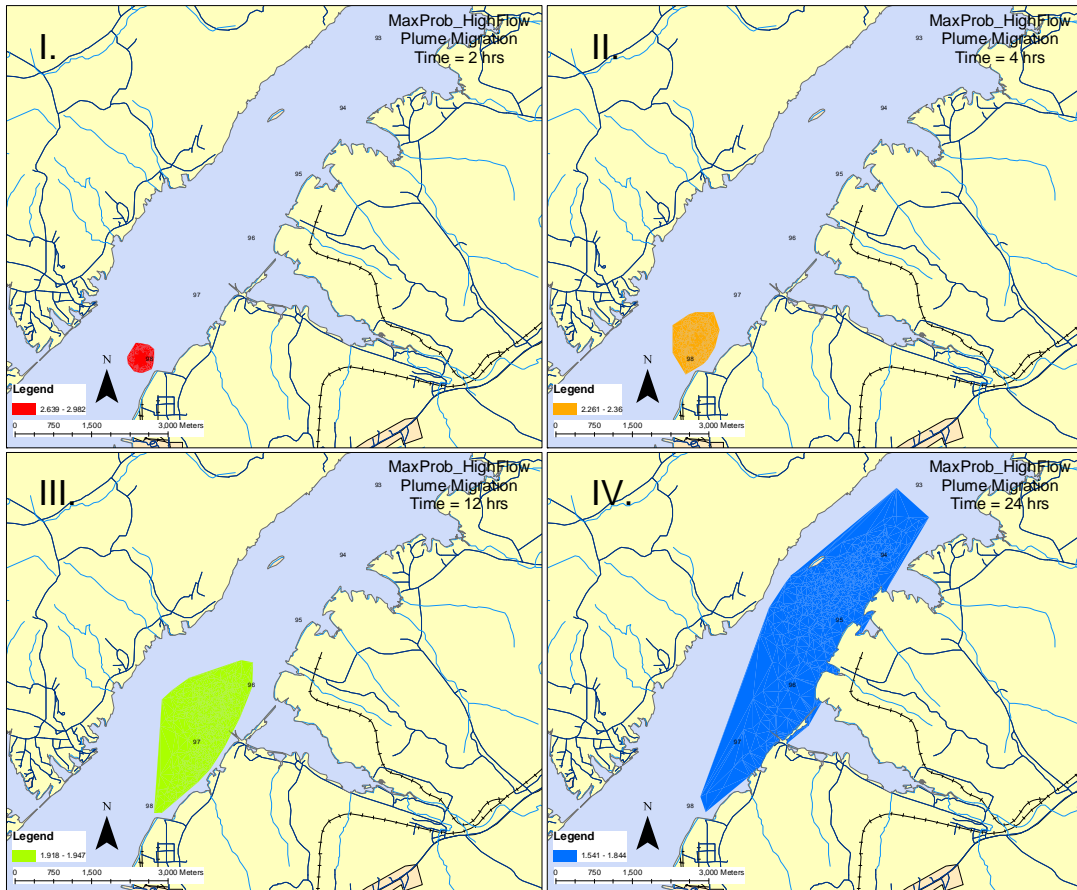 I.
MaxProb_HighFlow
Plume Migration
Time = 2 hrs
93
94
95
96
97
98
N
Legend
2.639 - 2.982
0 750 1,500 3,000 Meters
II.
MaxProb_HighFlow
Plume Migration
Time = 4 hrs
93
94
95
96
97
98
N
Legend
2.261 - 2.36
0 750 1,500 3,000 Meters
III.
MaxProb_HighFlow
Plume Migration
Time = 12 hrs
93
94
95
96
97
98
N
Legend
1.918 - 1.947
0 750 1,500 3,000 Meters
IV.
MaxProb_HighFlow
Plume Migration
Time = 24 hrs
93
94
95
96
97
98
N
Legend
1.541 - 1.844
0 750 1,500 3,000 Meters